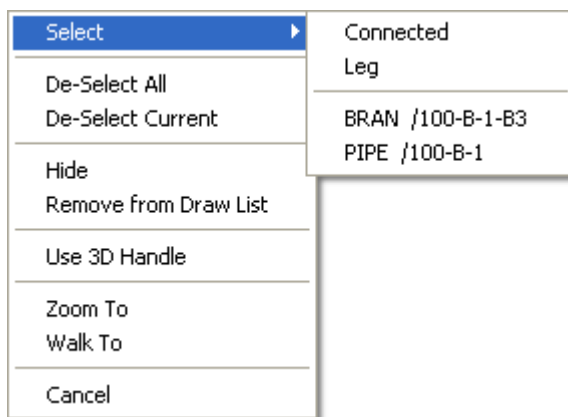 Select
De-Select All
De-Select Current
Hide
Remove from Draw List
Use 3D Handle
Zoom To
Walk To
Cancel
Connected
Leg
BRAN /100-B-1-B3
PIPE /100-B-1